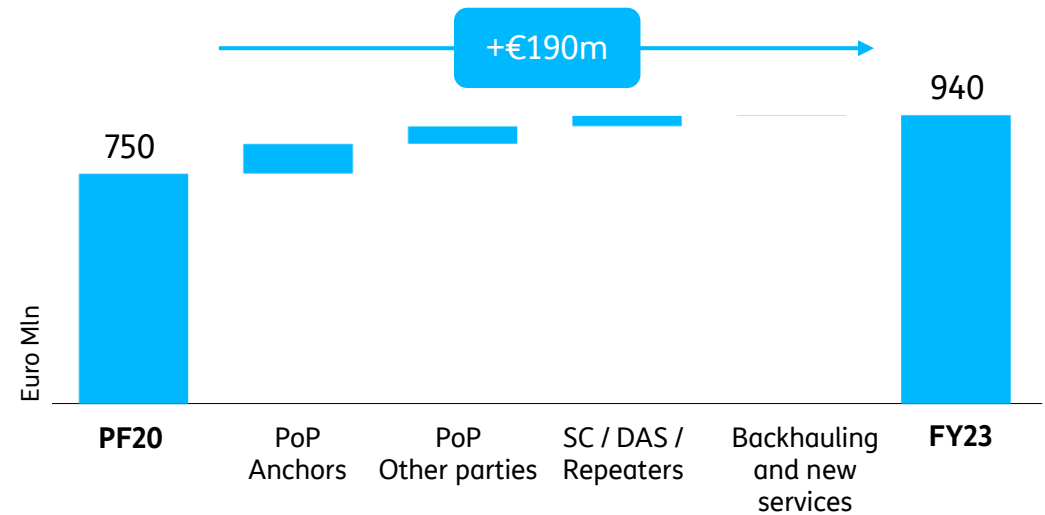 +€190m
750
940
Euro Mln
PF20
PoP
Anchors
PoP
Other parties
SC / DAS /
Repeaters
Backhauling
and new
services
FY23